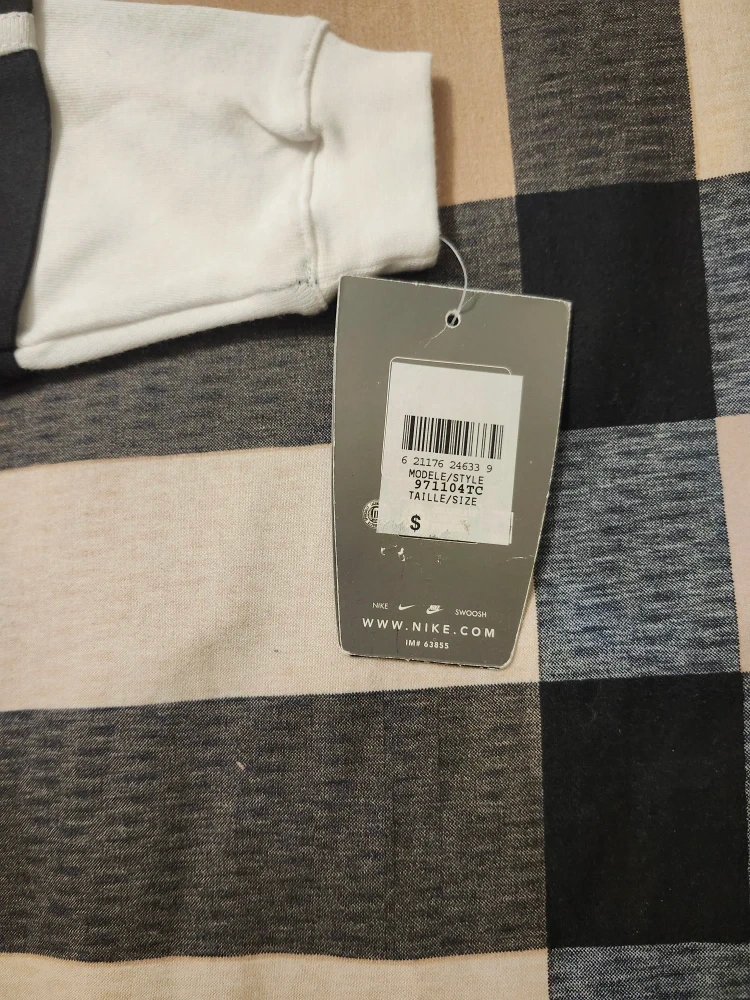 6 21176 24633 9
MODELE/STYLE
971104TC
TAILLE/SIZE
$
NIKE SWOOSH
WWW.NIKE.COM
IM# 63855